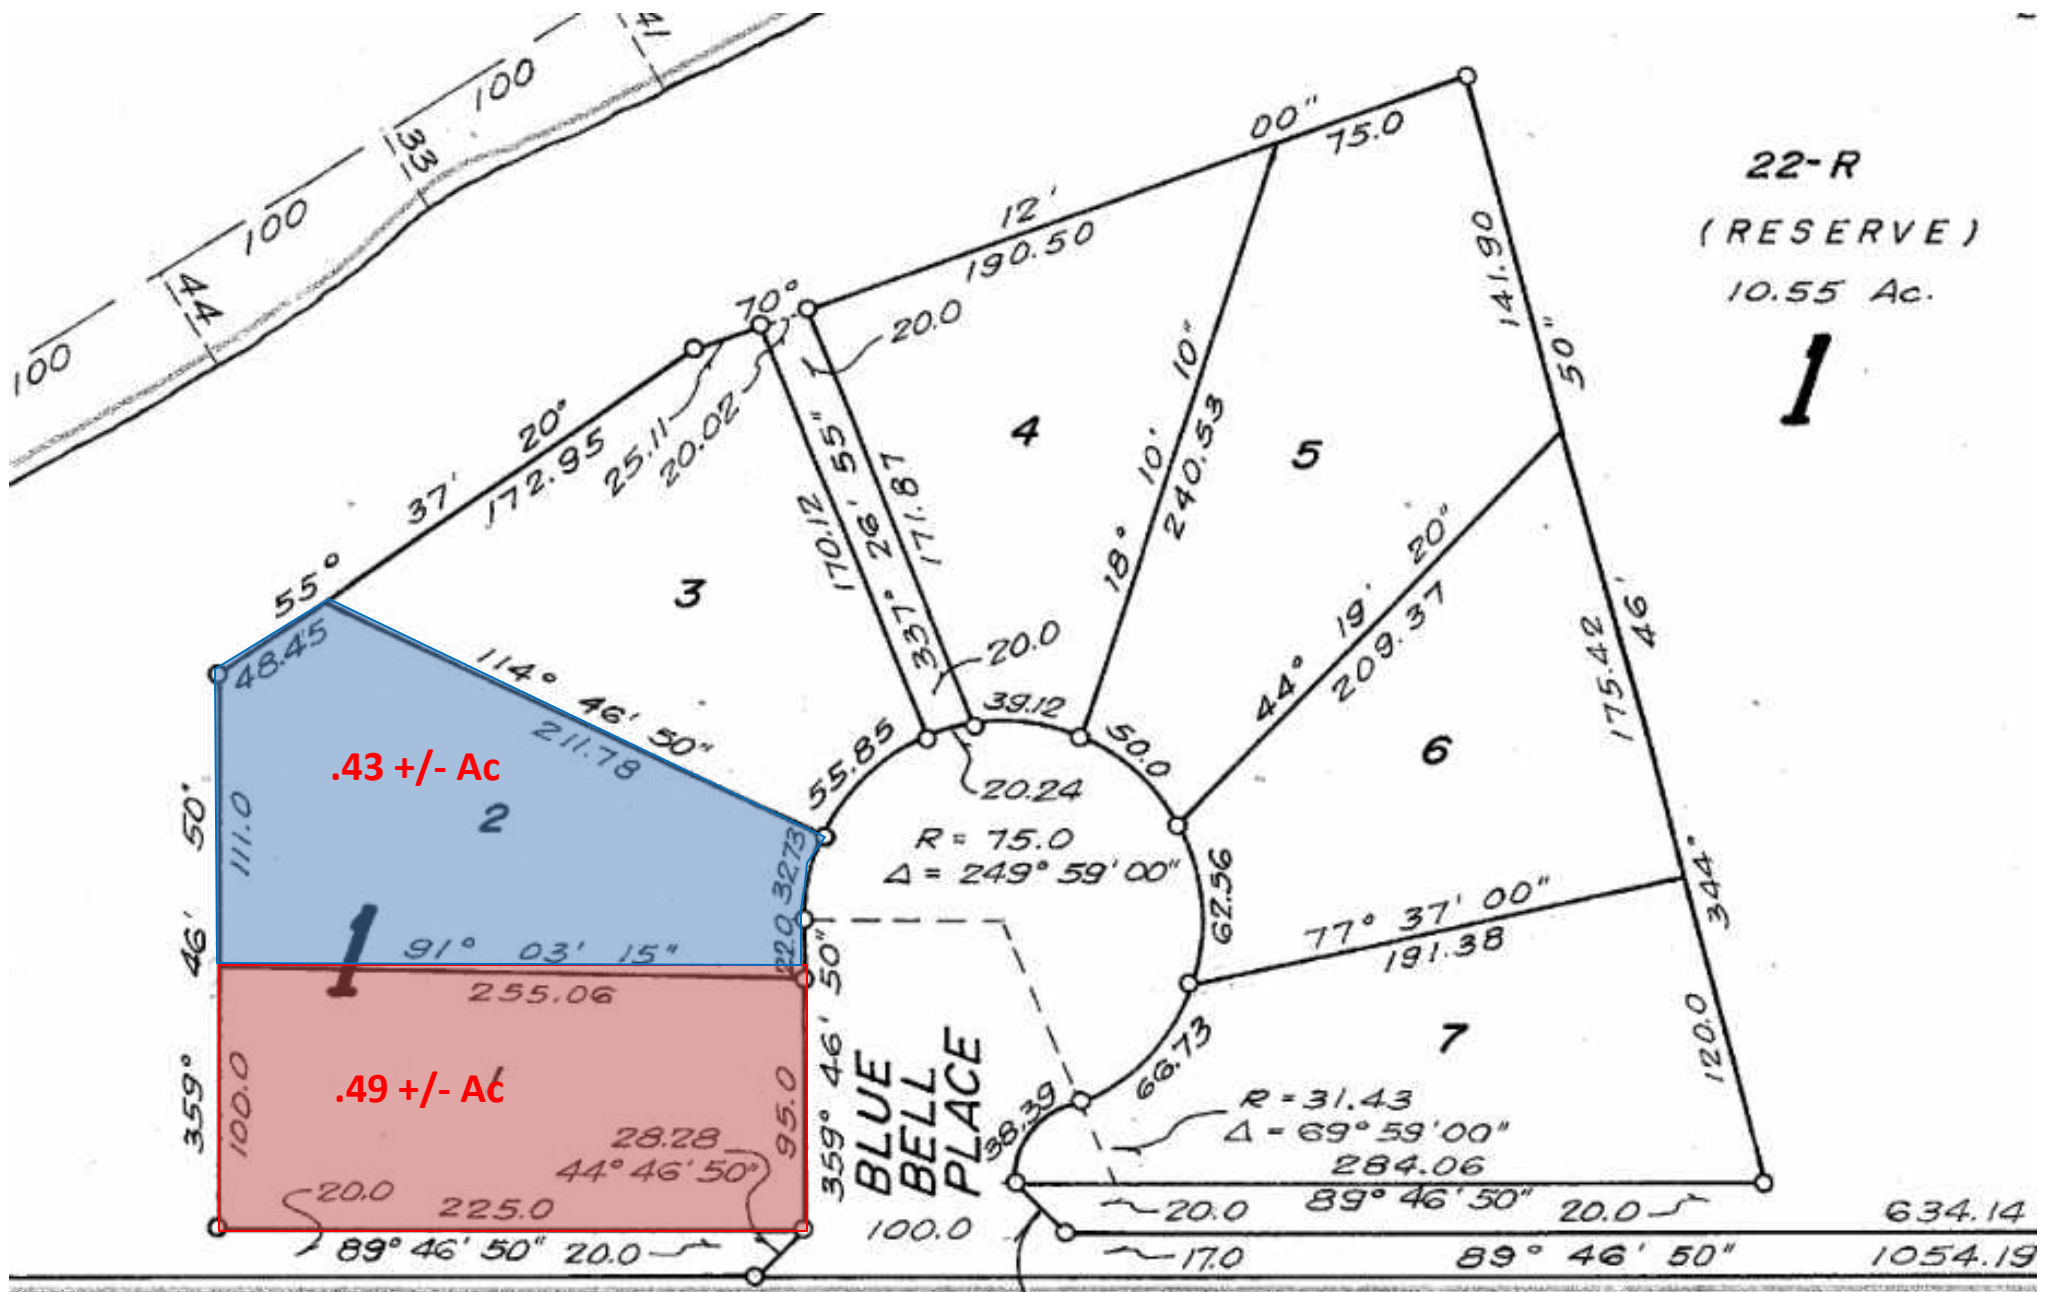 41
100
33
100
44
100
100
00"
75.0
22-R
(RESERVE)
10.55 Ac.
1
12'
190.50
70°
20.0
141.90
50"
20°
172.95
25.11
20.02
37'
55°
48.45
3
170.12
337° 26' 55"
171.87
20.0
4
18° 10' 10"
240.53
5
44° 19' 20"
209.37
175.42
46'
344°
6
114° 46' 50"
211.78
.43 +/- Ac
2
111.0
50"
46'
359°
55.85
39.12
50.0
20.24
R = 75.0
Δ = 249° 59' 00"
32.73
22.0
62.56
77° 37' 00"
191.38
1
91° 03' 15"
255.06
359° 46' 50"
95.0
100.0
1
.49 +/- Ac
28.28
44° 46' 50"
20.0
225.0
89° 46' 50" 20.0
BLUE
BELL
PLACE
100.0
38.39
66.73
7
120.0
R = 31.43
Δ = 69° 59' 00"
284.06
89° 46' 50"
20.0
20.0
634.14
17.0
89° 46' 50"
1054.19